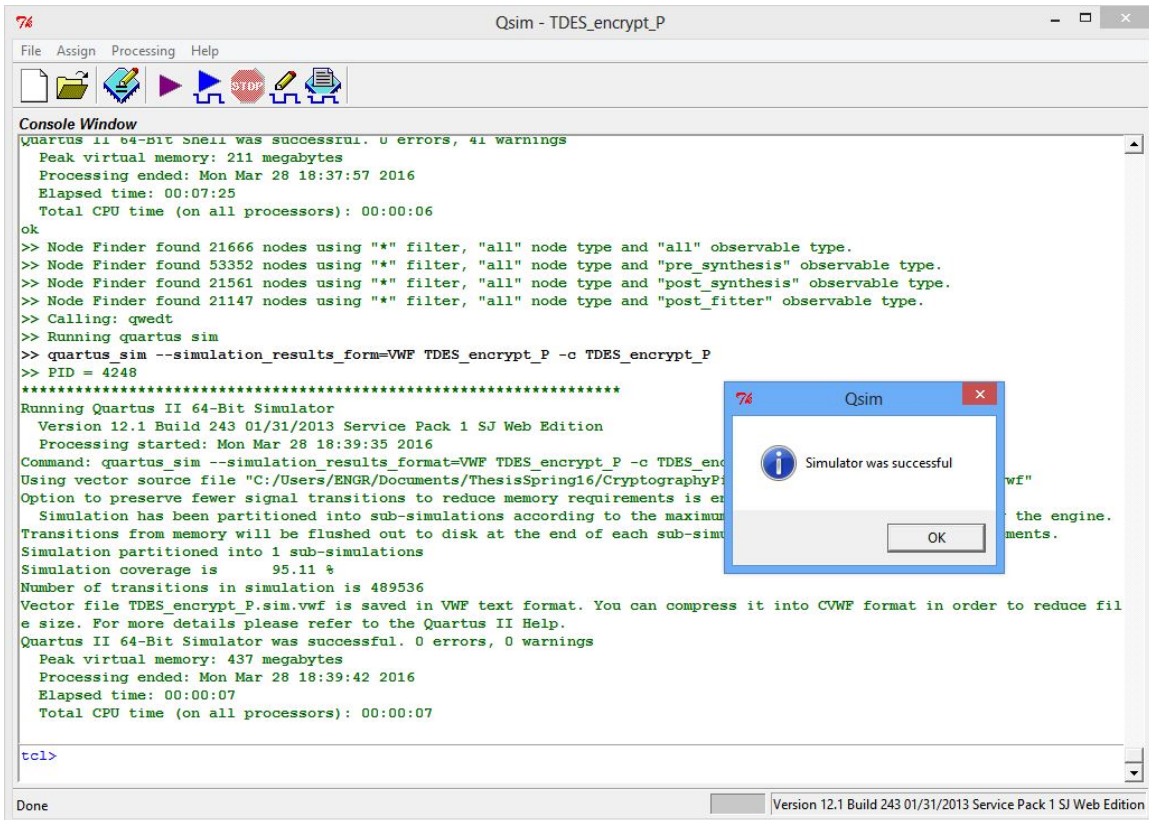 Qsim - TDES_encrypt_P
File Assign Processing Help
STOP
Console Window
Quartus II 64-Bit Shell was successful. 0 errors, 41 warnings
Peak virtual memory: 211 megabytes
Processing ended: Mon Mar 28 18:37:57 2016
Elapsed time: 00:07:25
Total CPU time (on all processors): 00:00:06
ok
>> Node Finder found 21666 nodes using "*" filter, "all" node type and "all" observable type.
>> Node Finder found 53352 nodes using "*" filter, "all" node type and "pre_synthesis" observable type.
>> Node Finder found 21561 nodes using "*" filter, "all" node type and "post_synthesis" observable type.
>> Node Finder found 21147 nodes using "*" filter, "all" node type and "post_fitter" observable type.
>> Calling: qwedt
>> Running quartus sim
>> quartus_sim --simulation_results_form=VWF TDES_encrypt_P -c TDES_encrypt_P
>> PID = 4248
*******************************************************************
Running Quartus II 64-Bit Simulator
Version 12.1 Build 243 01/31/2013 Service Pack 1 SJ Web Edition
Processing started: Mon Mar 28 18:39:35 2016
Command: quartus_sim --simulation_results_format=VWF TDES_encrypt_P -c TDES_enc
Using vector source file "C:/Users/ENGR/Documents/ThesisSpring16/CryptographyPi wf"
Option to preserve fewer signal transitions to reduce memory requirements is en
Simulation has been partitioned into sub-simulations according to the maximum the engine.
Transitions from memory will be flushed out to disk at the end of each sub-simu ments.
Simulation partitioned into 1 sub-simulations
Simulation coverage is 95.11 %
Number of transitions in simulation is 489536
Vector file TDES_encrypt_P.sim.vwf is saved in VWF text format. You can compress it into CVWF format in order to reduce fil
e size. For more details please refer to the Quartus II Help.
Quartus II 64-Bit Simulator was successful. 0 errors, 0 warnings
Peak virtual memory: 437 megabytes
Processing ended: Mon Mar 28 18:39:42 2016
Elapsed time: 00:00:07
Total CPU time (on all processors): 00:00:07
tcl>
Qsim
Simulator was successful
OK
Done
Version 12.1 Build 243 01/31/2013 Service Pack 1 SJ Web Edition